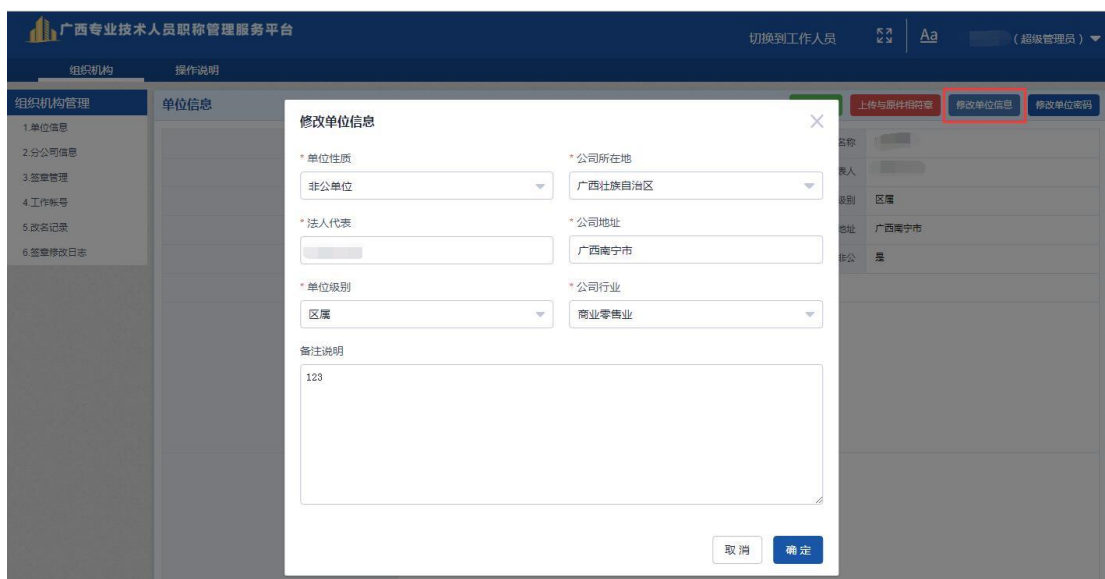 广西专业技术人员职称管理服务平台
切换到工作人员
Aa
(超级管理员)
组织机构
操作说明
组织机构管理
1.单位信息
2.分公司信息
3.签章管理
4.工作帐号
5.改名记录
6.签章修改日志
单位信息
上传与原件相符章
修改单位信息
修改单位密码
名称
表人
级别
区属
地址
广西南宁市
非公
是
修改单位信息
* 单位性质
* 公司所在地
非公单位
广西壮族自治区
* 法人代表
* 公司地址
广西南宁市
* 单位级别
* 公司行业
区属
商业零售业
备注说明
123
取 消
确 定